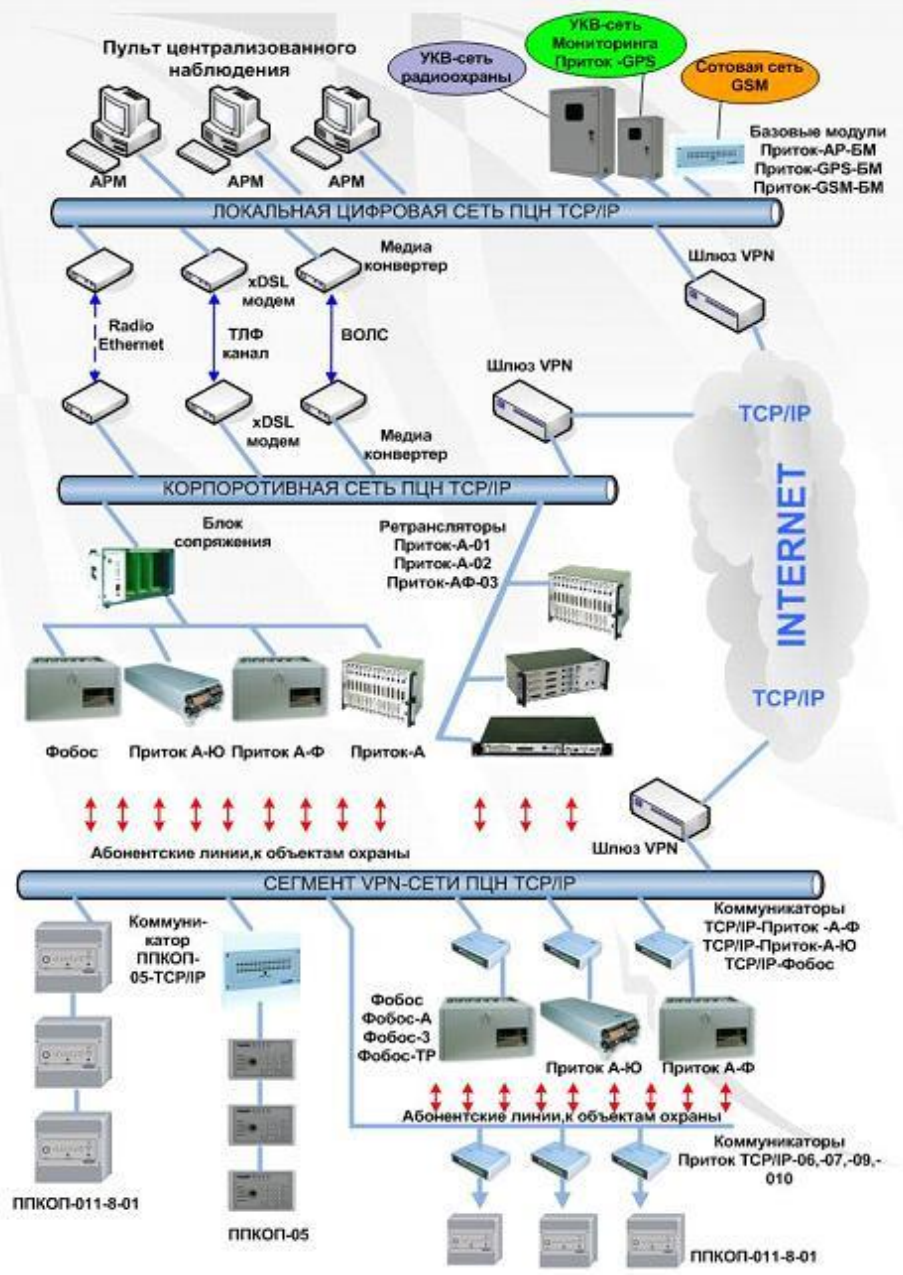 Пульт централизованного
наблюдения
УКВ-сеть
радиоохраны
УКВ-сеть
Мониторинга
Приток -GPS
Сотовая сеть
GSM
Базовые модули
Приток-АР-БМ
Приток-GPS-БМ
Приток-GSM-БМ
АРМ
АРМ
АРМ
ЛОКАЛЬНАЯ ЦИФРОВАЯ СЕТЬ ПЦН TCP/IP
Шлюз VPN
Медиа
конвертер
xDSL
модем
Radio
Ethernet
ТЛФ
канал
ВОЛС
Шлюз VPN
xDSL
модем
Медиа
конвертер
TCP/IP
INTERNET
TCP/IP
КОРПОРОТИВНАЯ СЕТЬ ПЦН TCP/IP
Блок
сопряжения
Ретрансляторы
Приток-А-01
Приток-А-02
Приток-АФ-03
Фобос
Приток А-Ю
Приток А-Ф
Приток-А
Шлюз VPN
Абонентские линии,к объектам охраны
СЕГМЕНТ VPN-СЕТИ ПЦН TCP/IP
Коммуни-
катор
ППКОП-
05-TCP/IP
Коммуникаторы
TCP/IP-Приток -А-Ф
TCP/IP-Приток-А-Ю
TCP/IP-Фобос
Фобос
Фобос-А
Фобос-3
Фобос-ТР
Приток А-Ю
Приток А-Ф
Абонентские линии,к объектам охраны
Коммуникаторы
Приток TCP/IP-06,-07,-09,-
010
ППКОП-011-8-01
ППКОП-05
ППКОП-011-8-01